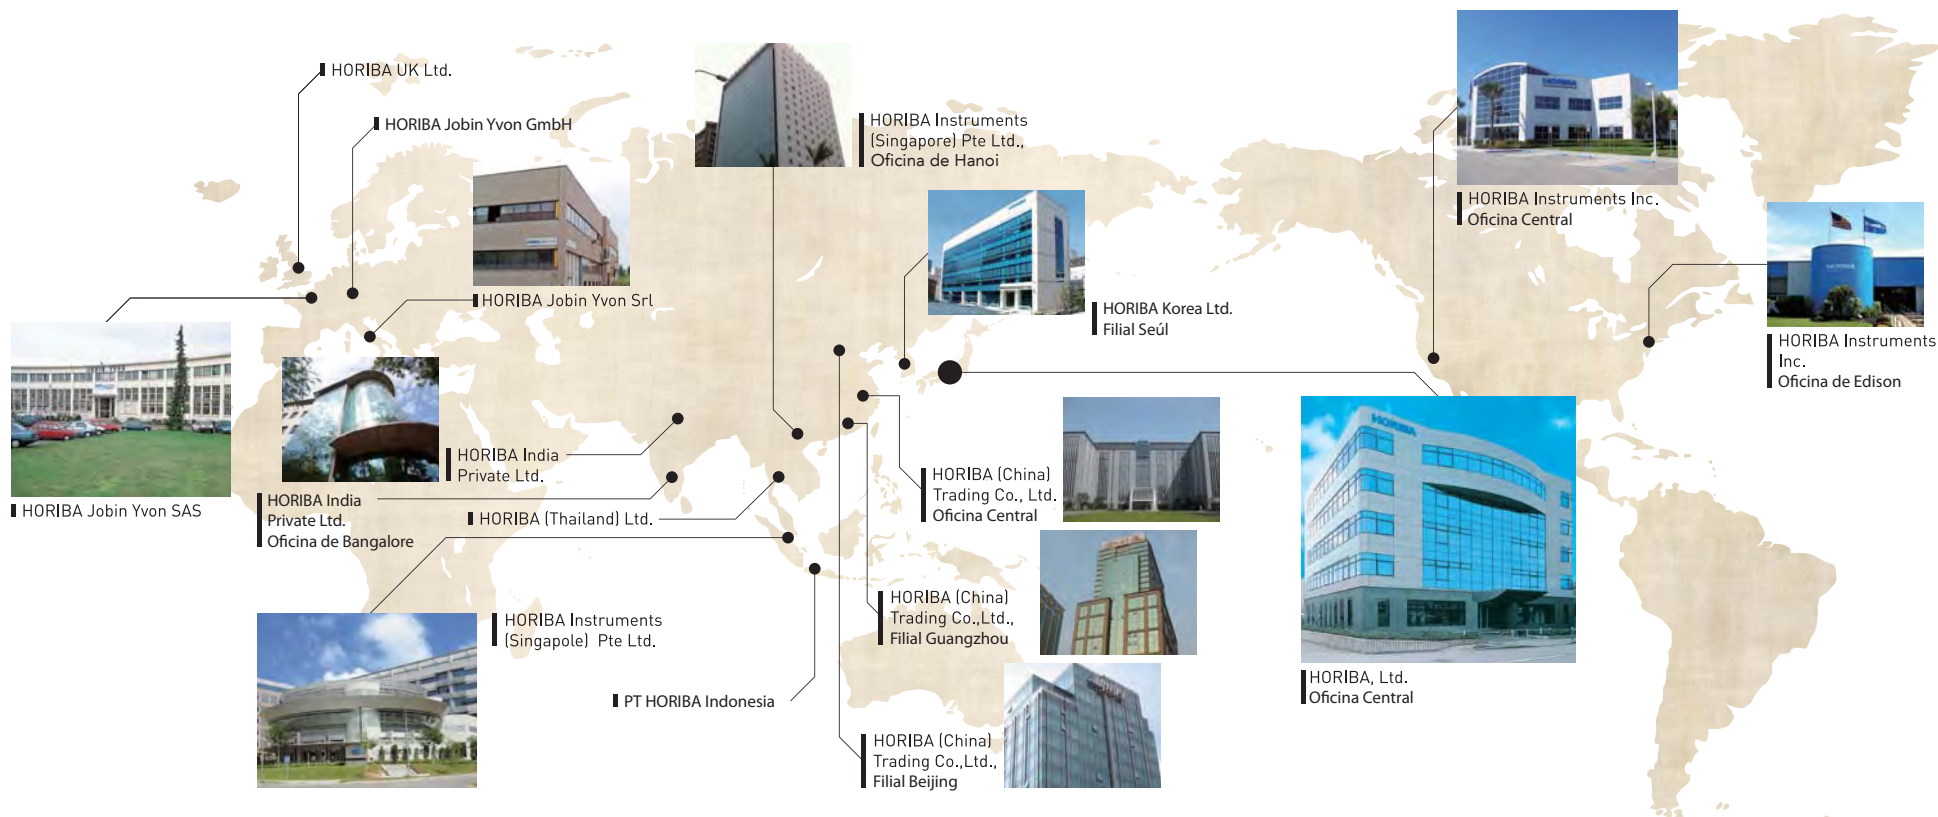 HORIBA UK Ltd.
HORIBA Jobin Yvon GmbH
HORIBA Instruments
(Singapore) Pte Ltd.,
Oficina de Hanoi
HORIBA Instruments Inc.
Oficina Central
HORIBA Jobin Yvon Srl
HORIBA Korea Ltd.
Filial Seúl
HORIBA
HORIBA Instruments
Inc.
Oficina de Edison
HORIBA Jobin Yvon SAS
HORIBA India
Private Ltd.
HORIBA India
Private Ltd.
Oficina de Bangalore
HORIBA (Thailand) Ltd.
HORIBA (China)
Trading Co., Ltd.
Oficina Central
HORIBA
HORIBA Instruments
(Singapole) Pte Ltd.
HORIBA (China)
Trading Co.,Ltd.,
Filial Guangzhou
PT HORIBA Indonesia
HORIBA, Ltd.
Oficina Central
HORIBA (China)
Trading Co.,Ltd.,
Filial Beijing